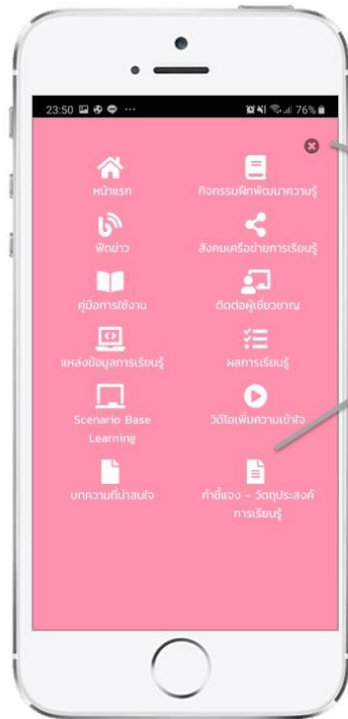 23:50 ... 76%
หน้าแรก
กิจกรรมฝึกพัฒนาความรู้
ฟีดข่าว
สังคมเครือข่ายการเรียนรู้
คู่มือการใช้งาน
ติดต่อผู้เชี่ยวชาญ
แหล่งข้อมูลการเรียนรู้
ผลการเรียนรู้
Scenario Base
Learning
วิดีโอเพิ่มความเข้าใจ
บทความที่น่าสนใจ
คำชี้แจง – วัตถุประสงค์
การเรียนรู้